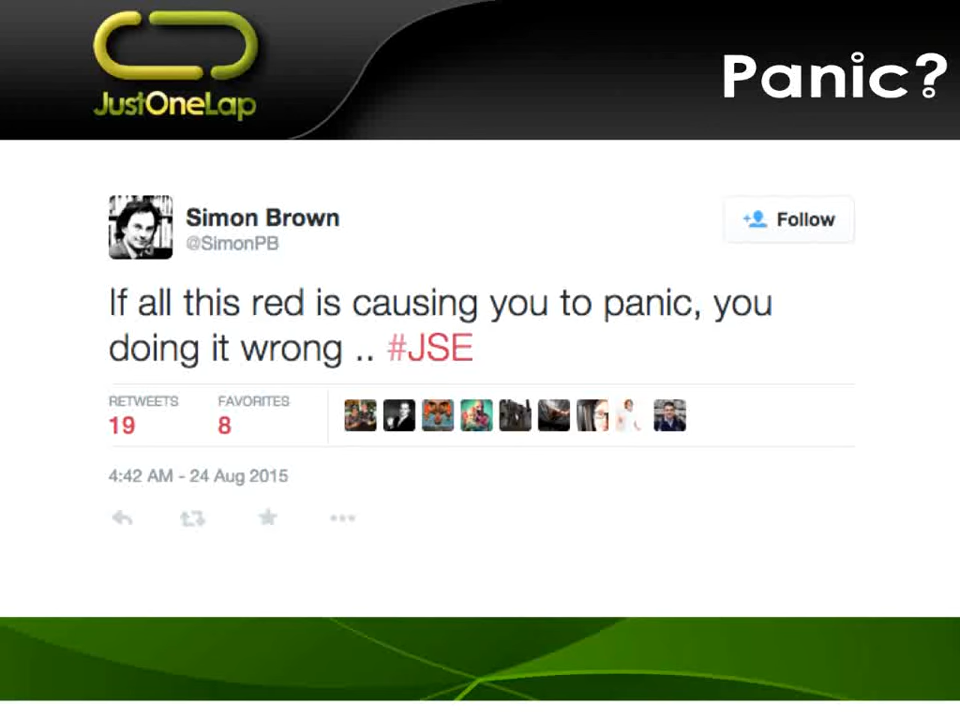 JustOneLap
Panic?
Simon Brown
@SimonPB
Follow
If all this red is causing you to panic, you
doing it wrong .. #JSE
RETWEETS FAVORITES
19 8
4:42 AM - 24 Aug 2015